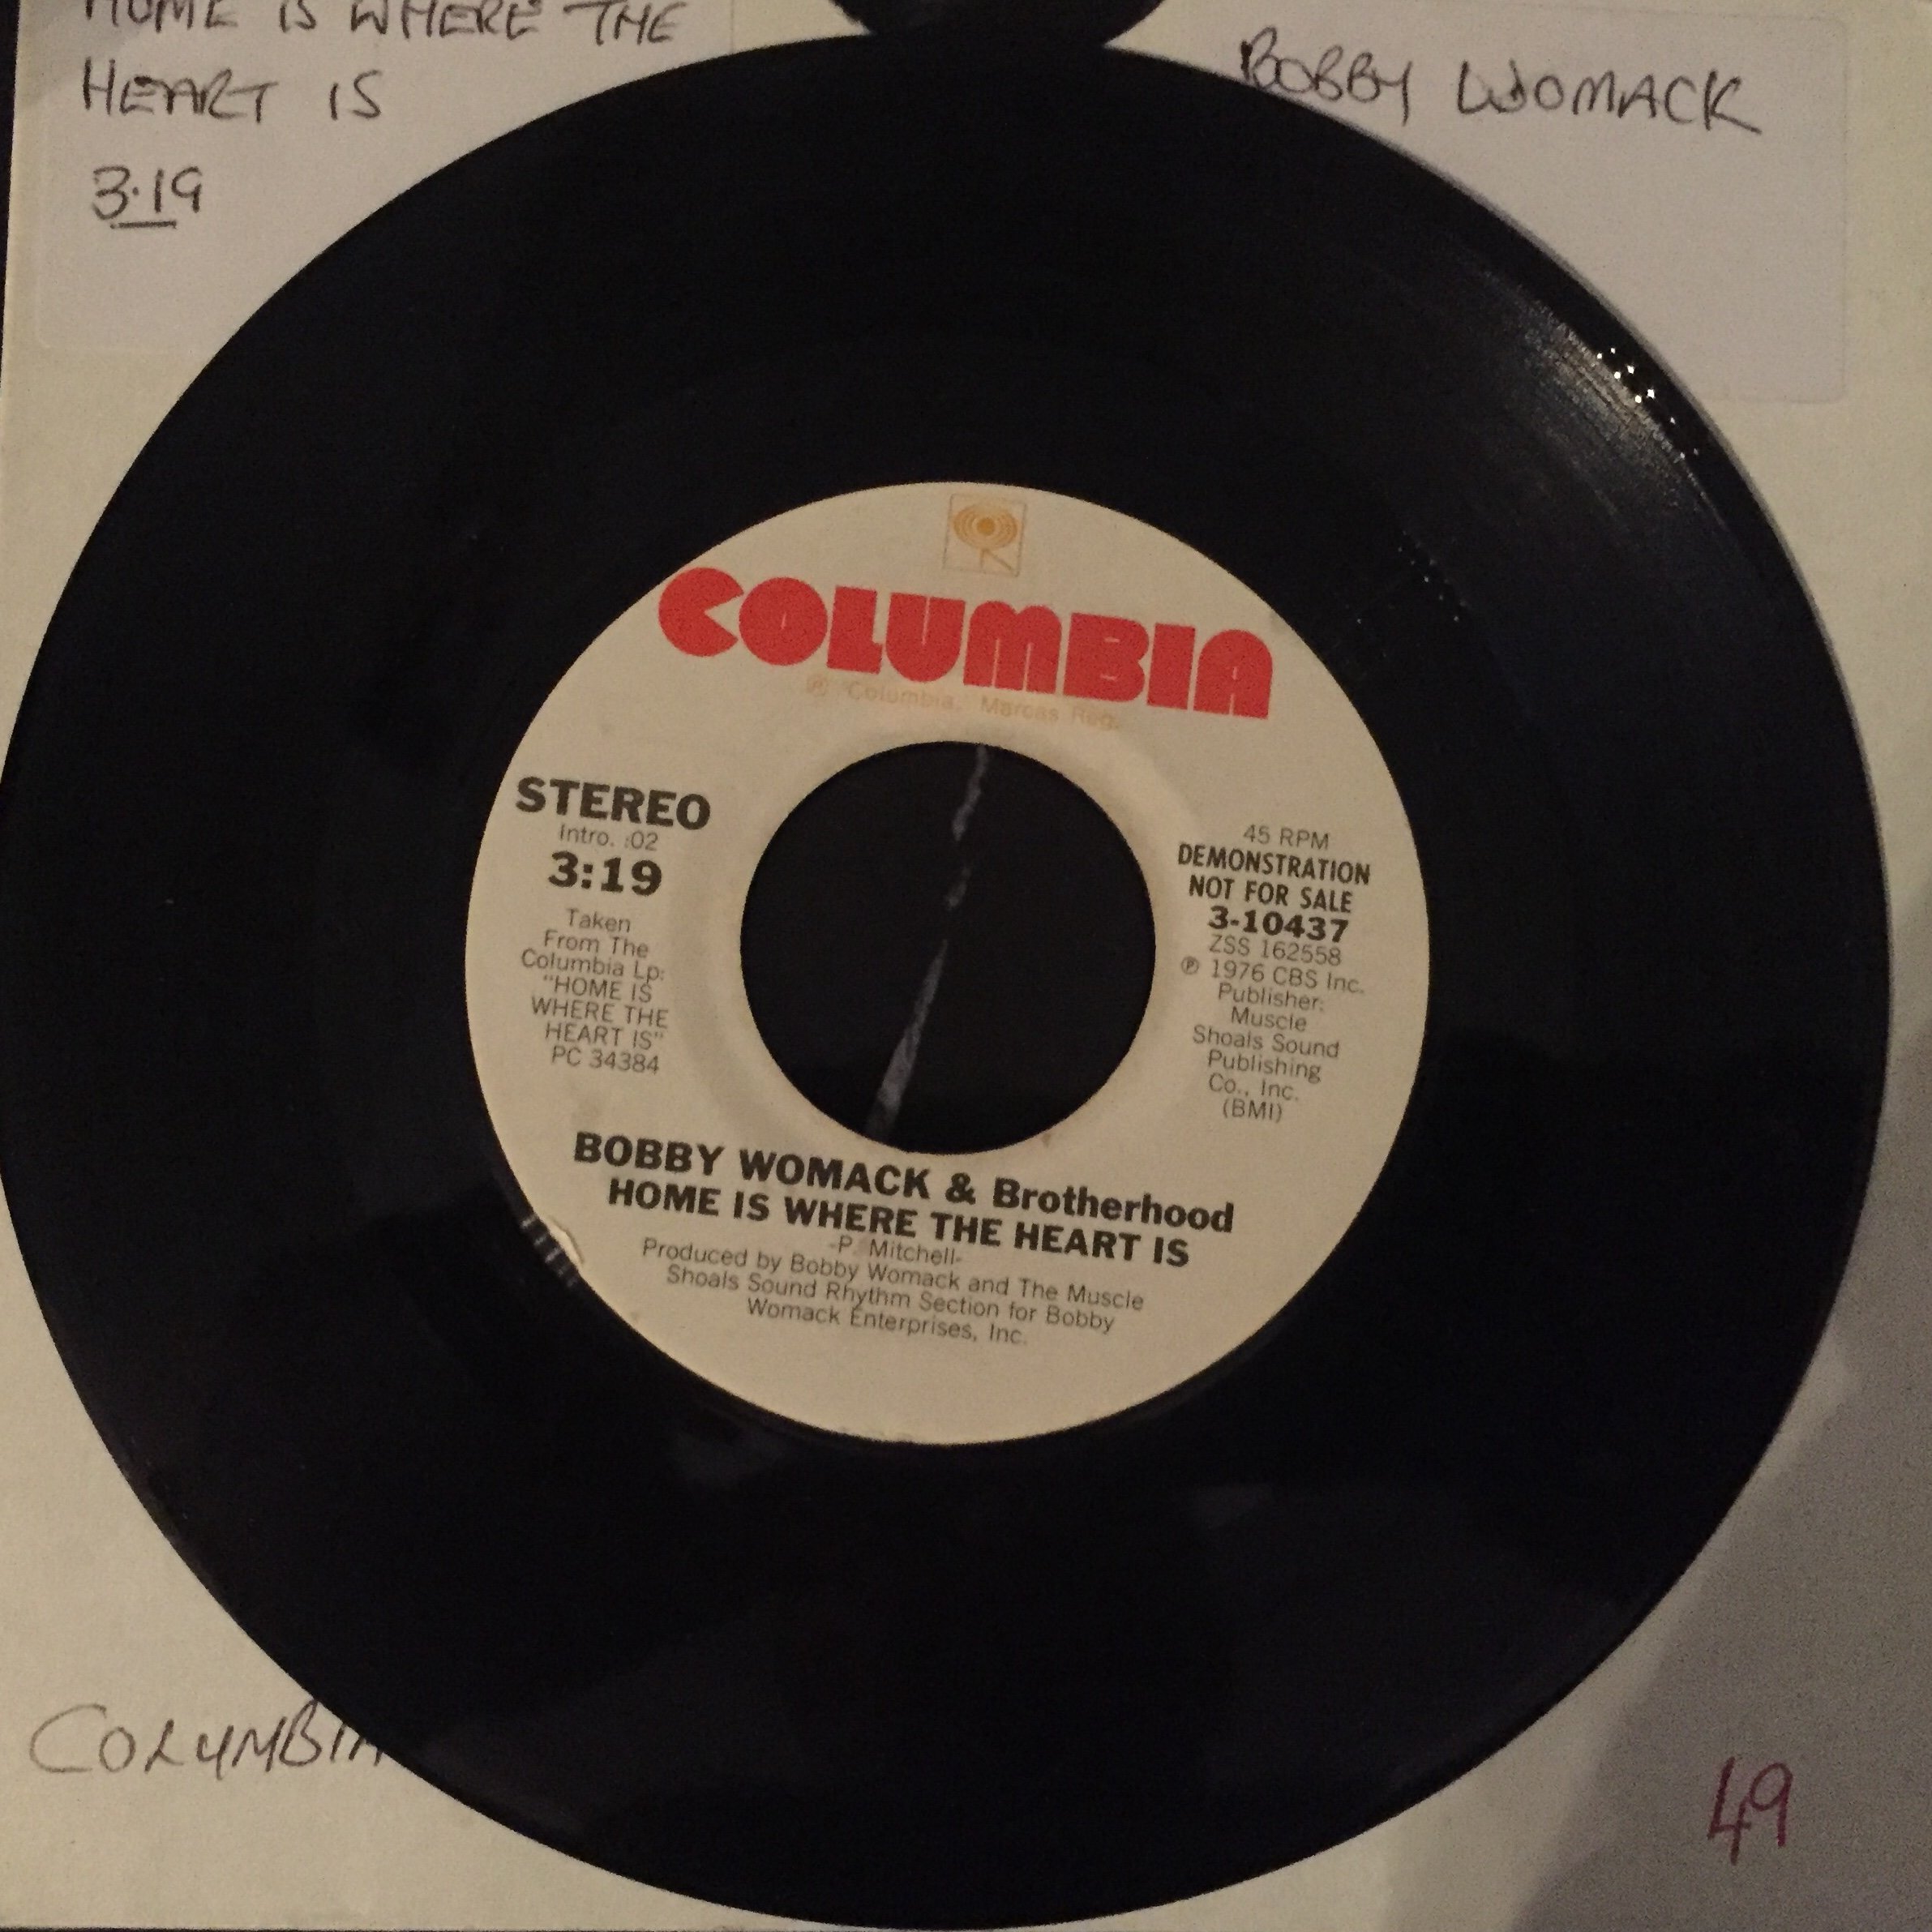 HOME IS WHERE THE
HEART IS
3.19
BOBBY WOMACK
COLUMBIA
® "Columbia," Marcas Reg.
STEREO
Intro. :02
3:19
Taken
From The
Columbia Lp:
"HOME IS
WHERE THE
HEART IS"
PC 34384
45 RPM
DEMONSTRATION
NOT FOR SALE
3-10437
ZSS 162558
℗ 1976 CBS Inc.
Publisher:
Muscle
Shoals Sound
Publishing
Co., Inc.
(BMI)
BOBBY WOMACK & Brotherhood
HOME IS WHERE THE HEART IS
-P. Mitchell-
Produced by Bobby Womack and The Muscle
Shoals Sound Rhythm Section for Bobby
Womack Enterprises, Inc.
COLUMBIA
49